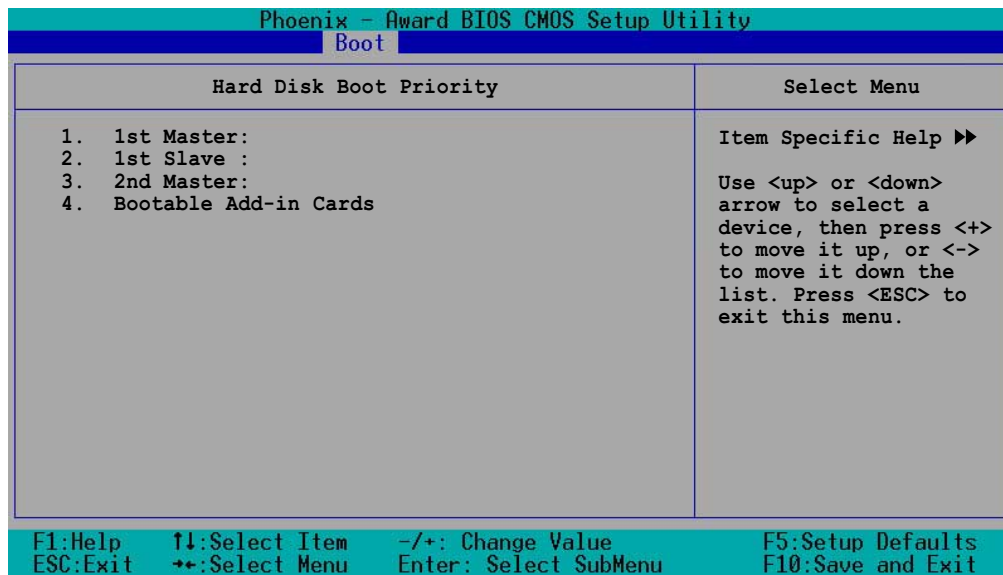 Phoenix - Award BIOS CMOS Setup Utility
Boot
Hard Disk Boot Priority
Select Menu
1. 1st Master:
2. 1st Slave :
3. 2nd Master:
4. Bootable Add-in Cards
Item Specific Help ▶▶
Use <up> or <down>
arrow to select a
device, then press <+>
to move it up, or <->
to move it down the
list. Press <ESC> to
exit this menu.
F1:Help ↑↓:Select Item -/+: Change Value F5:Setup Defaults
ESC:Exit →←:Select Menu Enter: Select SubMenu F10:Save and Exit